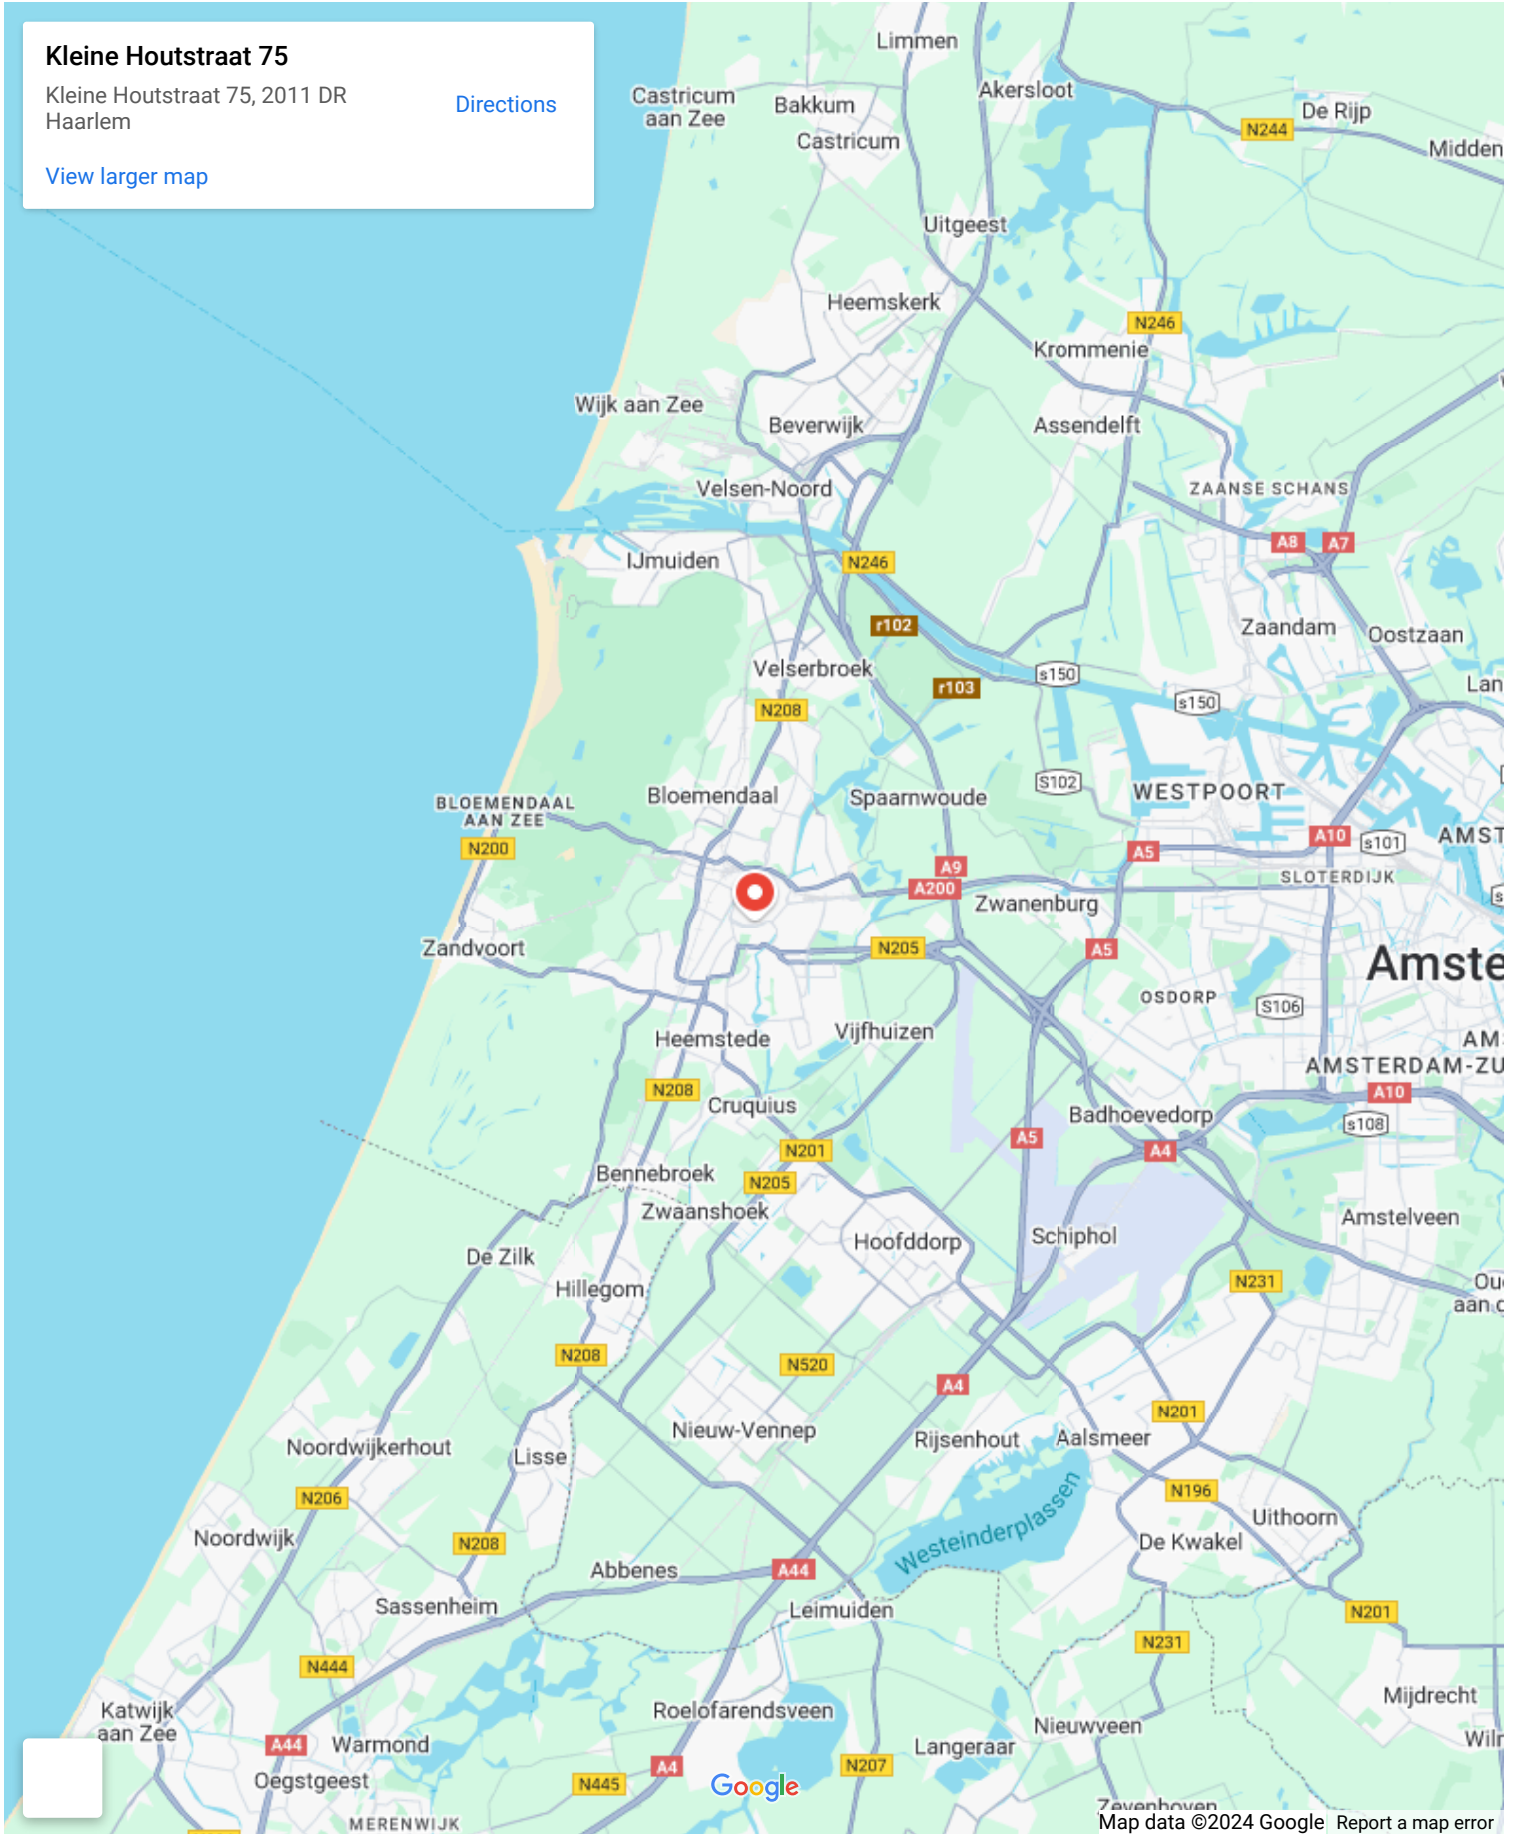 Kleine Houtstraat 75
Kleine Houtstraat 75, 2011 DR
Haarlem
Directions
View larger map
Limmen
Castricum
aan Zee
Bakkum
Akersloot
De Rijp
N244
Castricum
Midden
Uitgeest
Heemskerk
N246
Krommenie
Wijk aan Zee
Beverwijk
Assendelft
Velsen-Noord
ZAANSE SCHANS
A8
A7
IJmuiden
N246
r102
Zaandam
Oostzaan
Velserbroek
s150
r103
Lan
s150
N208
S102
Bloemendaal
Spaarnwoude
WESTPOORT
BLOEMENDAAL
AAN ZEE
A10
s101
AMST
N200
A5
A9
A200
SLOTERDIJK
Zwanenburg
Zandvoort
N205
A5
Amste
OSDORP
S106
Heemstede
Vijfhuizen
AM
AMSTERDAM-ZU
N208
A10
Cruquius
Badhoevedorp
s108
A5
N201
A4
Bennebroek
N205
Zwaanshoek
Amstelveen
Hoofddorp
Schiphol
De Zilk
N231
Ou
aan
Hillegom
N208
N520
A4
N201
Nieuw-Vennep
Rijsenhout
Aalsmeer
Noordwijkerhout
Lisse
N206
N196
Westeinderplassen
Uithoorn
Noordwijk
N208
De Kwakel
Abbenes
A44
Sassenheim
Leimuiden
N201
N231
N444
Mijdrecht
Katwijk
aan Zee
Roelofarendsveen
Nieuwveen
Wilr
A44
Warmond
Langeraar
A4
N207
Oegstgeest
N445
Google
Zevenhoven
MERENWIJK
Map data ©2024 Google
Report a map error